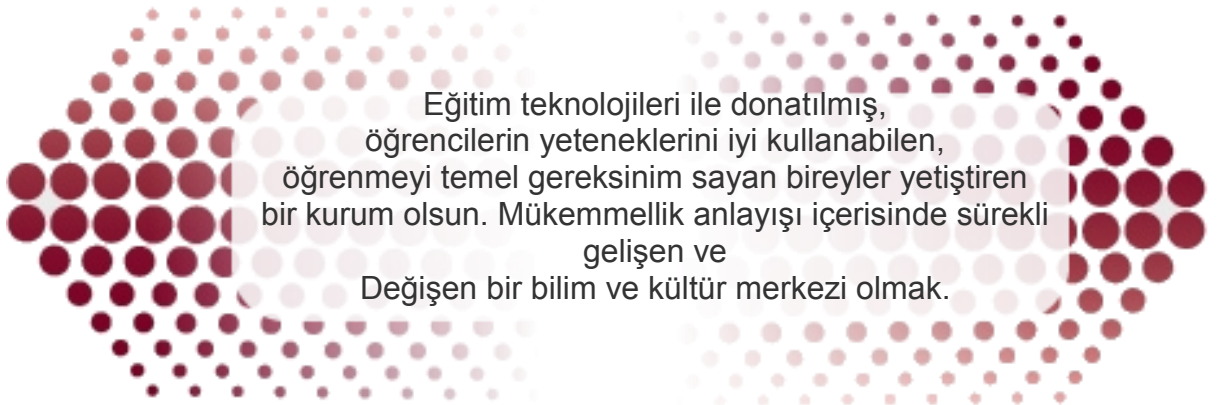 Eğitim teknolojileri ile donatılmış,
öğrencilerin yeteneklerini iyi kullanabilen,
öğrenmeyi temel gereksinim sayan bireyler yetiştiren
bir kurum olsun. Mükemmellik anlayışı içerisinde sürekli
gelişen ve
Değişen bir bilim ve kültür merkezi olmak.